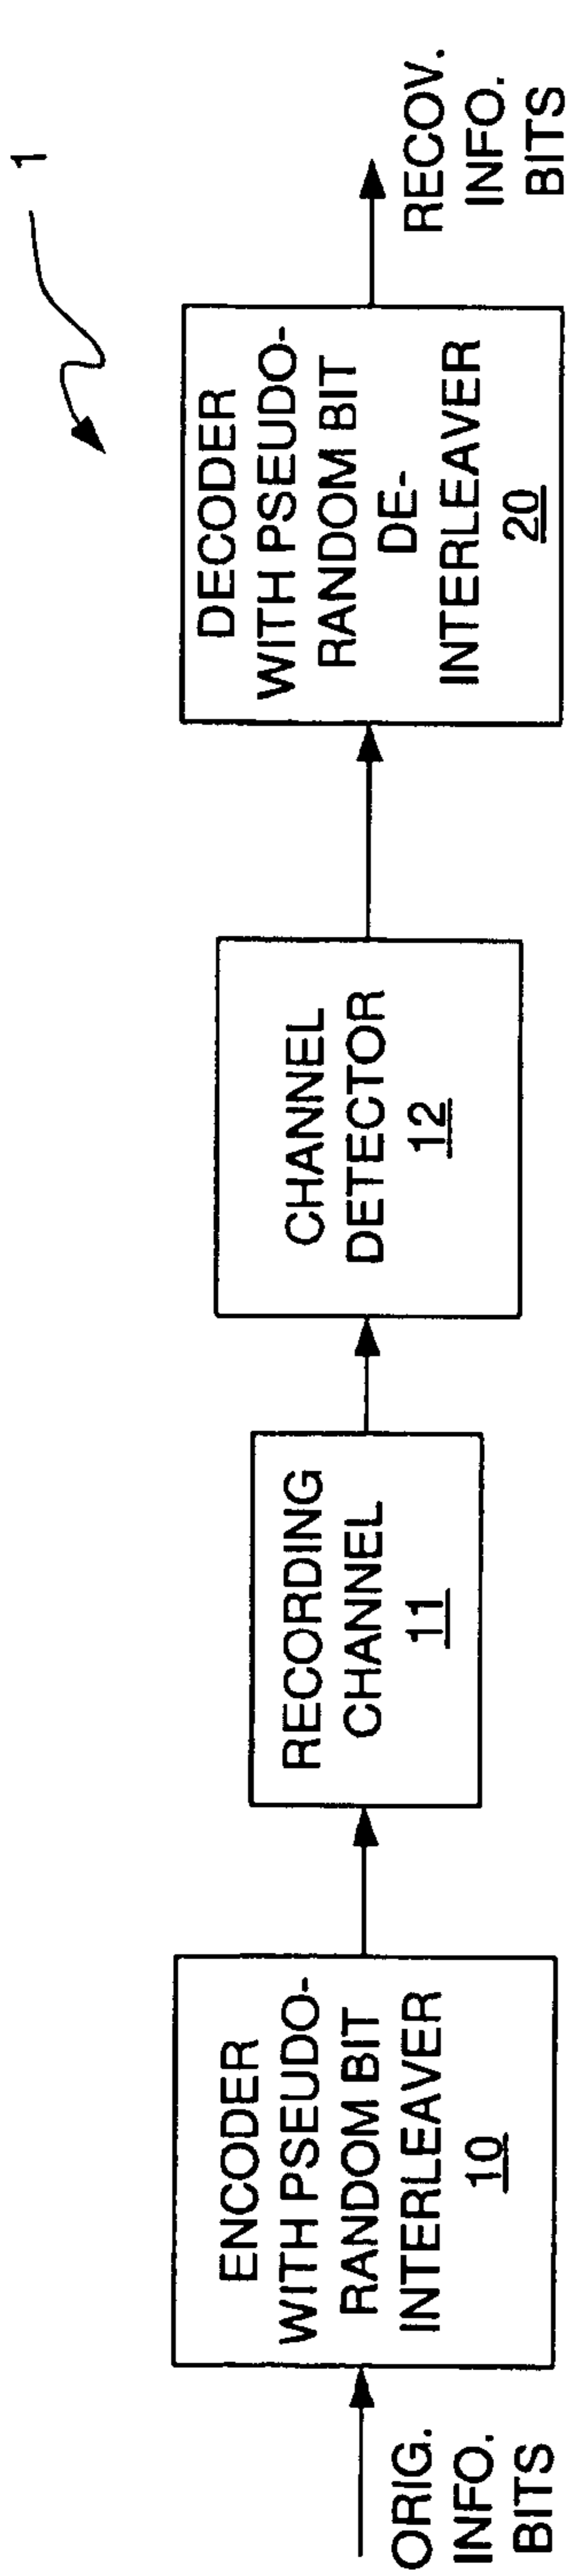 1
ORIG.
INFO.
BITS
ENCODER
WITH PSEUDO-
RANDOM BIT
INTERLEAVER
10
RECORDING
CHANNEL
11
CHANNEL
DETECTOR
12
DECODER
WITH PSEUDO-
RANDOM BIT
DE-
INTERLEAVER
20
RECOV.
INFO.
BITS